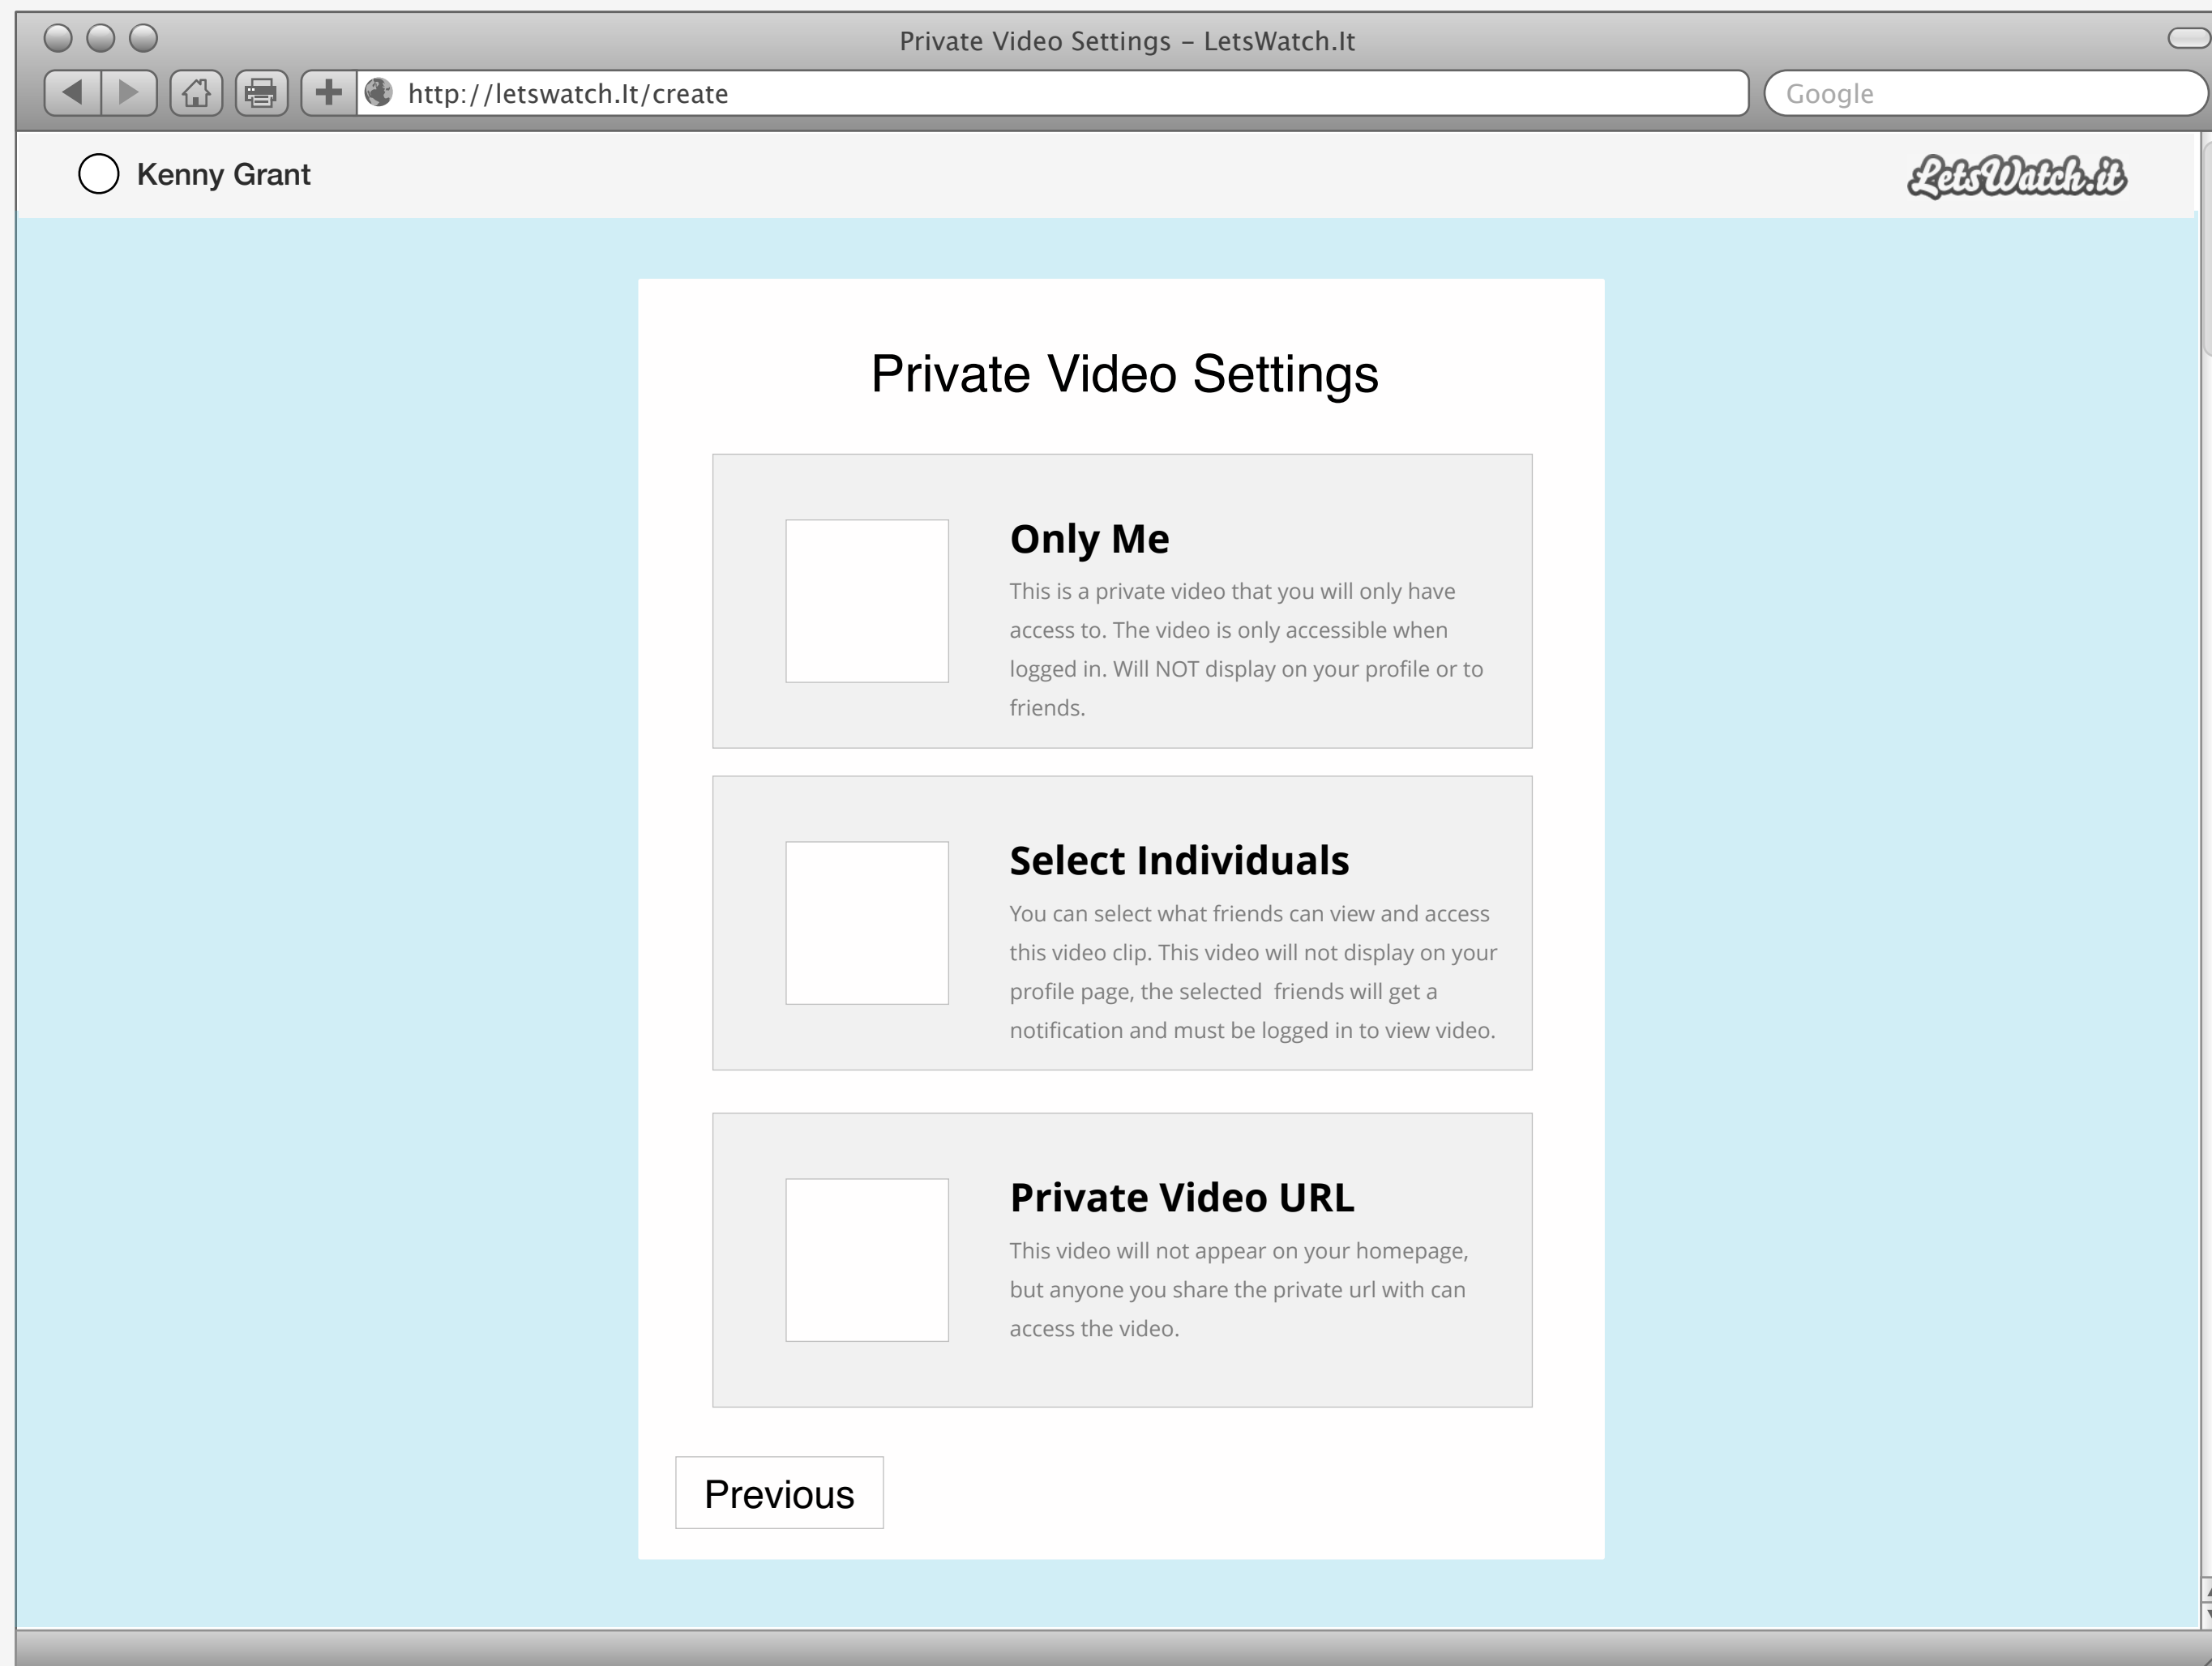 Private Video Settings – LetsWatch.It
http://letswatch.It/create
Google
Kenny Grant
LetsWatch.it
Private Video Settings
Only Me
This is a private video that you will only have
access to. The video is only accessible when
logged in. Will NOT display on your profile or to
friends.
Select Individuals
You can select what friends can view and access
this video clip. This video will not display on your
profile page, the selected  friends will get a
notification and must be logged in to view video.
Private Video URL
This video will not appear on your homepage,
but anyone you share the private url with can
access the video.
Previous